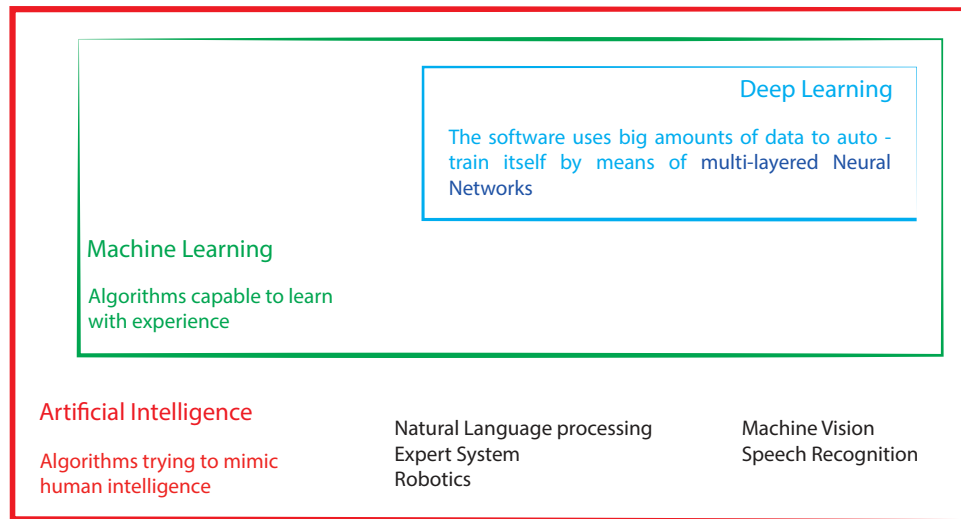 Deep Learning
The software uses big amounts of data to auto -
train itself by means of multi-layered Neural
Networks
Machine Learning
Algorithms capable to learn
with experience
Artificial Intelligence
Algorithms trying to mimic
human intelligence
Natural Language processing
Expert System
Robotics
Machine Vision
Speech Recognition